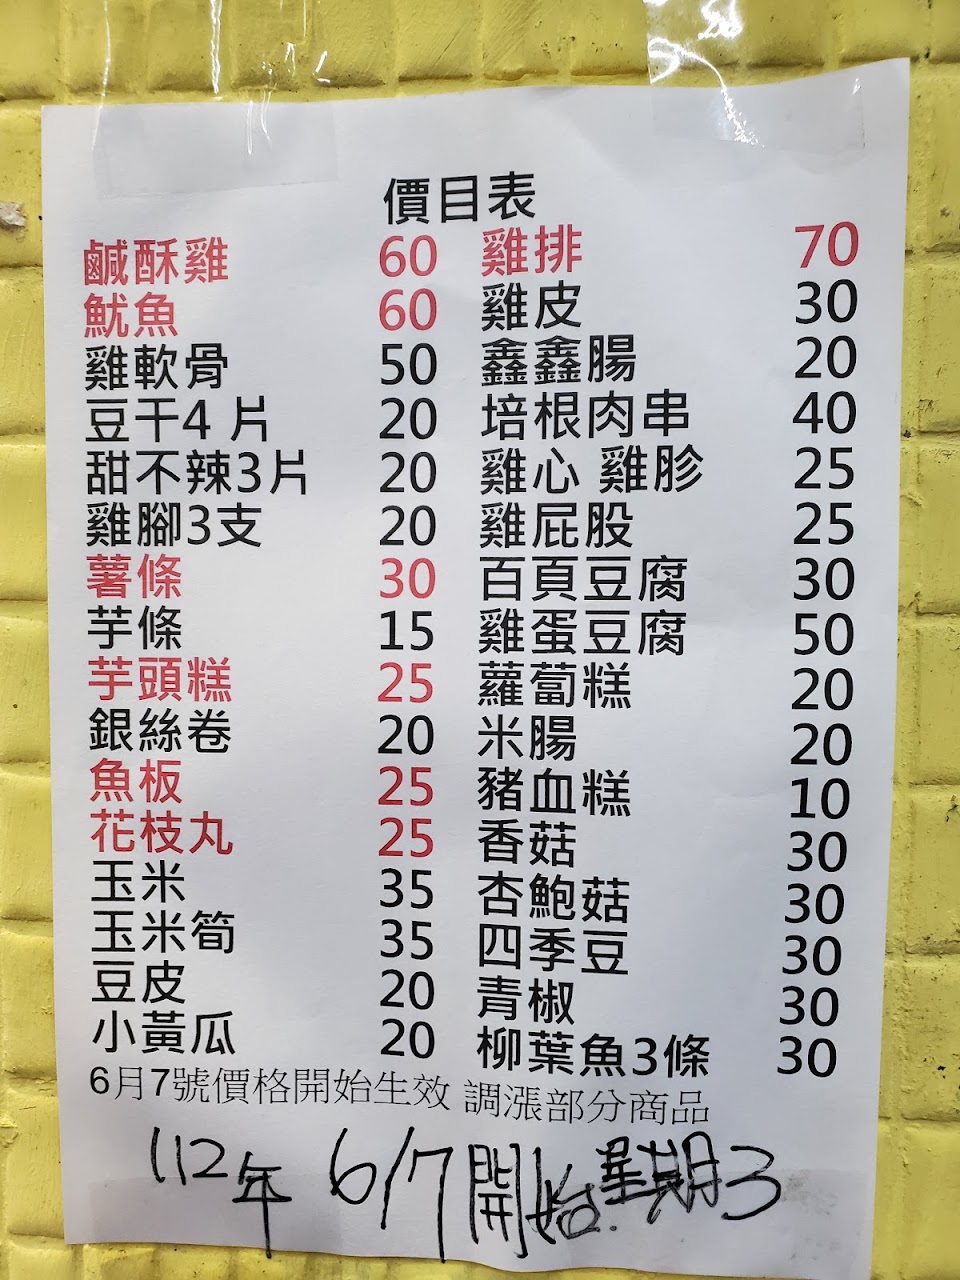 價目表
鹹酥雞 60 雞排 70
魷魚 60 雞皮 30
雞軟骨 50 鑫鑫腸 20
豆干4 片 20 培根肉串 40
甜不辣3片 20 雞心 雞胗 25
雞腳3支 20 雞屁股 25
薯條 30 百頁豆腐 30
芋條 15 雞蛋豆腐 50
芋頭糕 25 蘿蔔糕 20
銀絲卷 20 米腸 20
魚板 25 豬血糕 10
花枝丸 25 香菇 30
玉米 35 杏鮑菇 30
玉米筍 35 四季豆 30
豆皮 20 青椒 30
小黃瓜 20 柳葉魚3條 30
6月7號價格開始生效 調漲部分商品
112年 6/7開始星期3